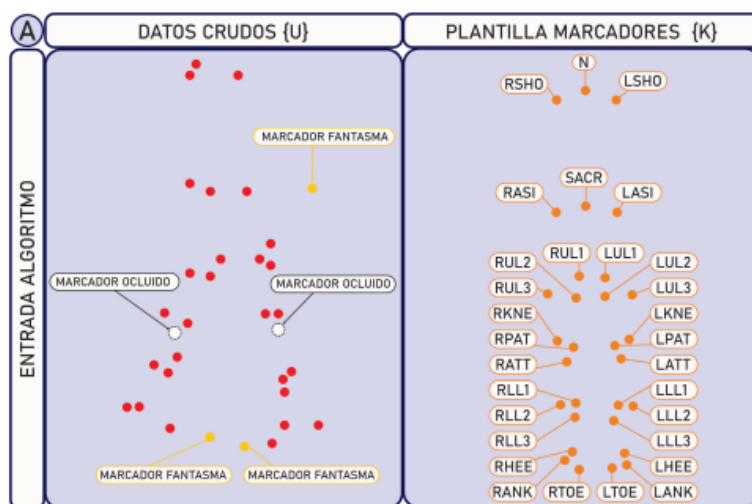 A
DATOS CRUDOS {U}
PLANTILLA MARCADORES {K}
ENTRADA ALGORITMO
MARCADOR FANTASMA
MARCADOR OCLUIDO
MARCADOR OCLUIDO
MARCADOR FANTASMA
MARCADOR FANTASMA
N
RSHO
LSHO
SACR
RASI
LASI
RUL1
LUL1
RUL2
LUL2
RUL3
LUL3
RKNE
LKNE
RPAT
LPAT
RATT
LATT
RLL1
LLL1
RLL2
LLL2
RLL3
LLL3
RHEE
LHEE
RANK
RTOE
LTOE
LANK